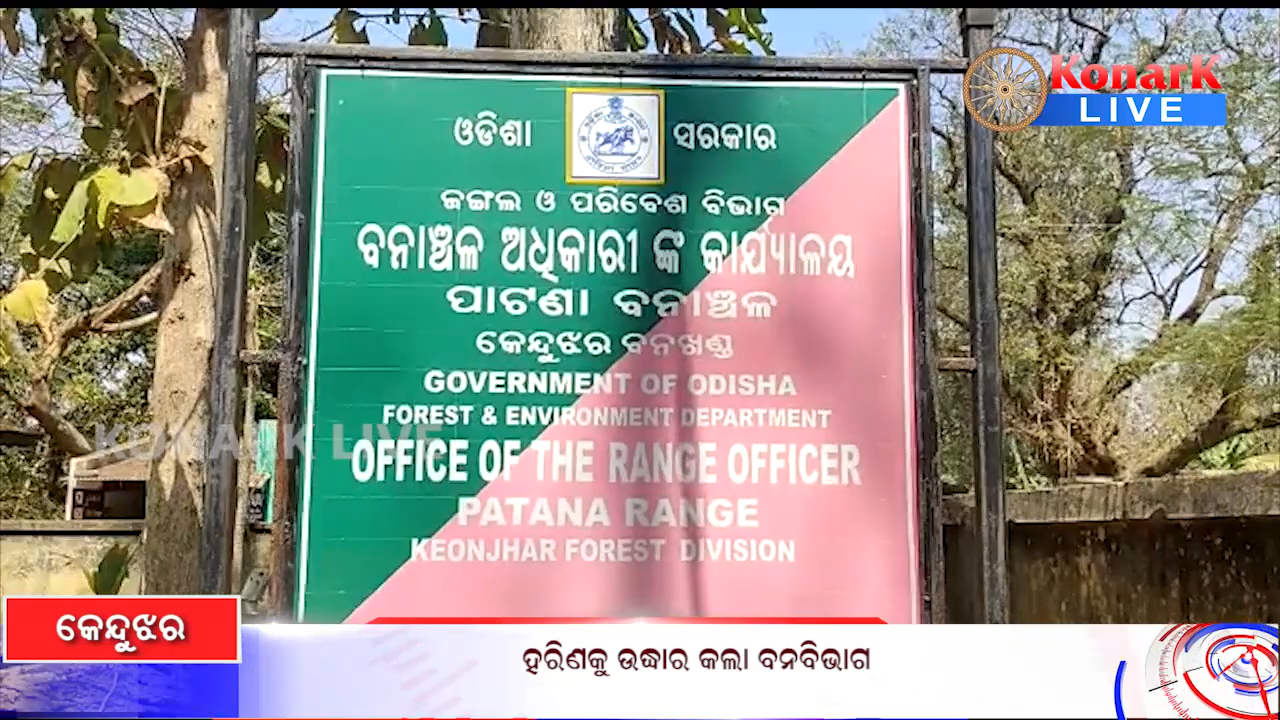 KonarK
LIVE
ଓଡିଶା ସରକାର
ଜଙ୍ଗଲ ଓ ପରିବେଶ ବିଭାଗ
ବନାଞ୍ଚଳ ଅଧିକାରୀ ଙ୍କ କାର୍ଯ୍ୟାଳୟ
ପାଟଣା ବନାଞ୍ଚଳ
କେନ୍ଦୁଝର ବନଖଣ୍ଡ
GOVERNMENT OF ODISHA
FOREST & ENVIRONMENT DEPARTMENT
KONARK LIVE
OFFICE OF THE RANGE OFFICER
PATANA RANGE
KEONJHAR FOREST DIVISION
କେନ୍ଦୁଝର
ହରିଣକୁ ଉଦ୍ଧାର କଲା ବନବିଭାଗ